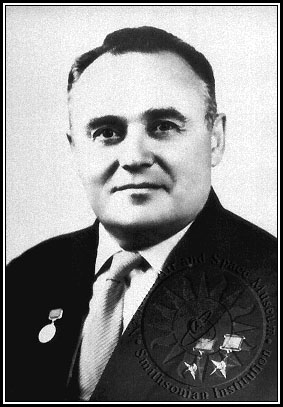 Air and Space Museum
Smithsonian Institution